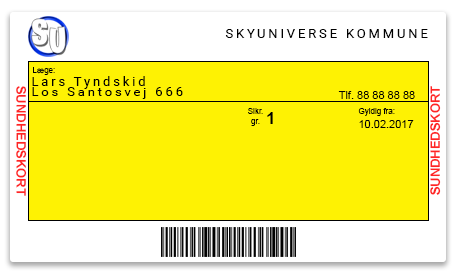 SU
SKYUNIVERSE KOMMUNE
Læge:
Lars Tyndskid
Los Santosvej 666
Tlf. 88 88 88 88
Sikr. gr. 1
Gyldig fra:
10.02.2017
SUNDHEDSKORT
SUNDHEDSKORT